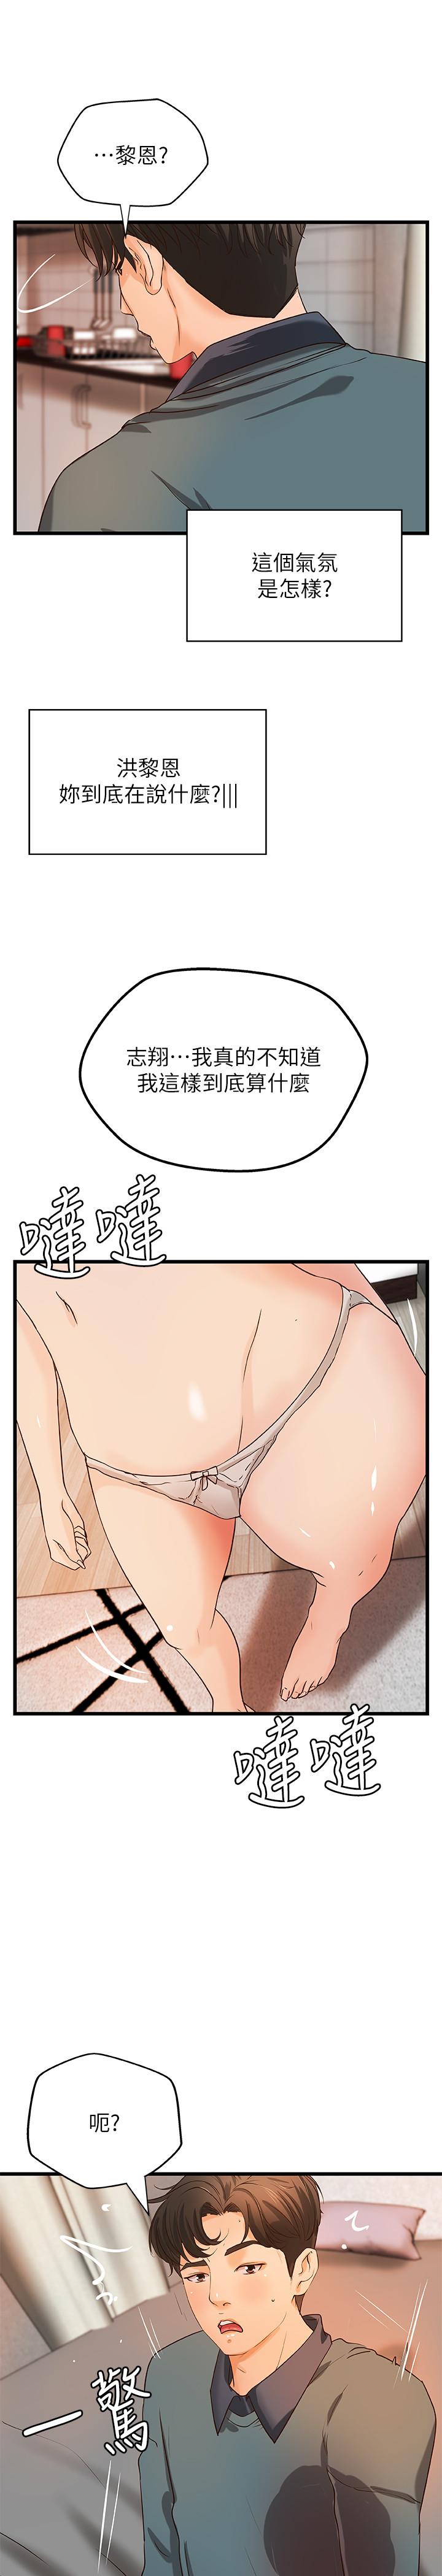 …黎恩?
這個氣氛
是怎樣?
洪黎恩
妳到底在說什麼?|||
志翔…我真的不知道
我這樣到底算什麼
噠 噠
噠 噠
呃?
一驚